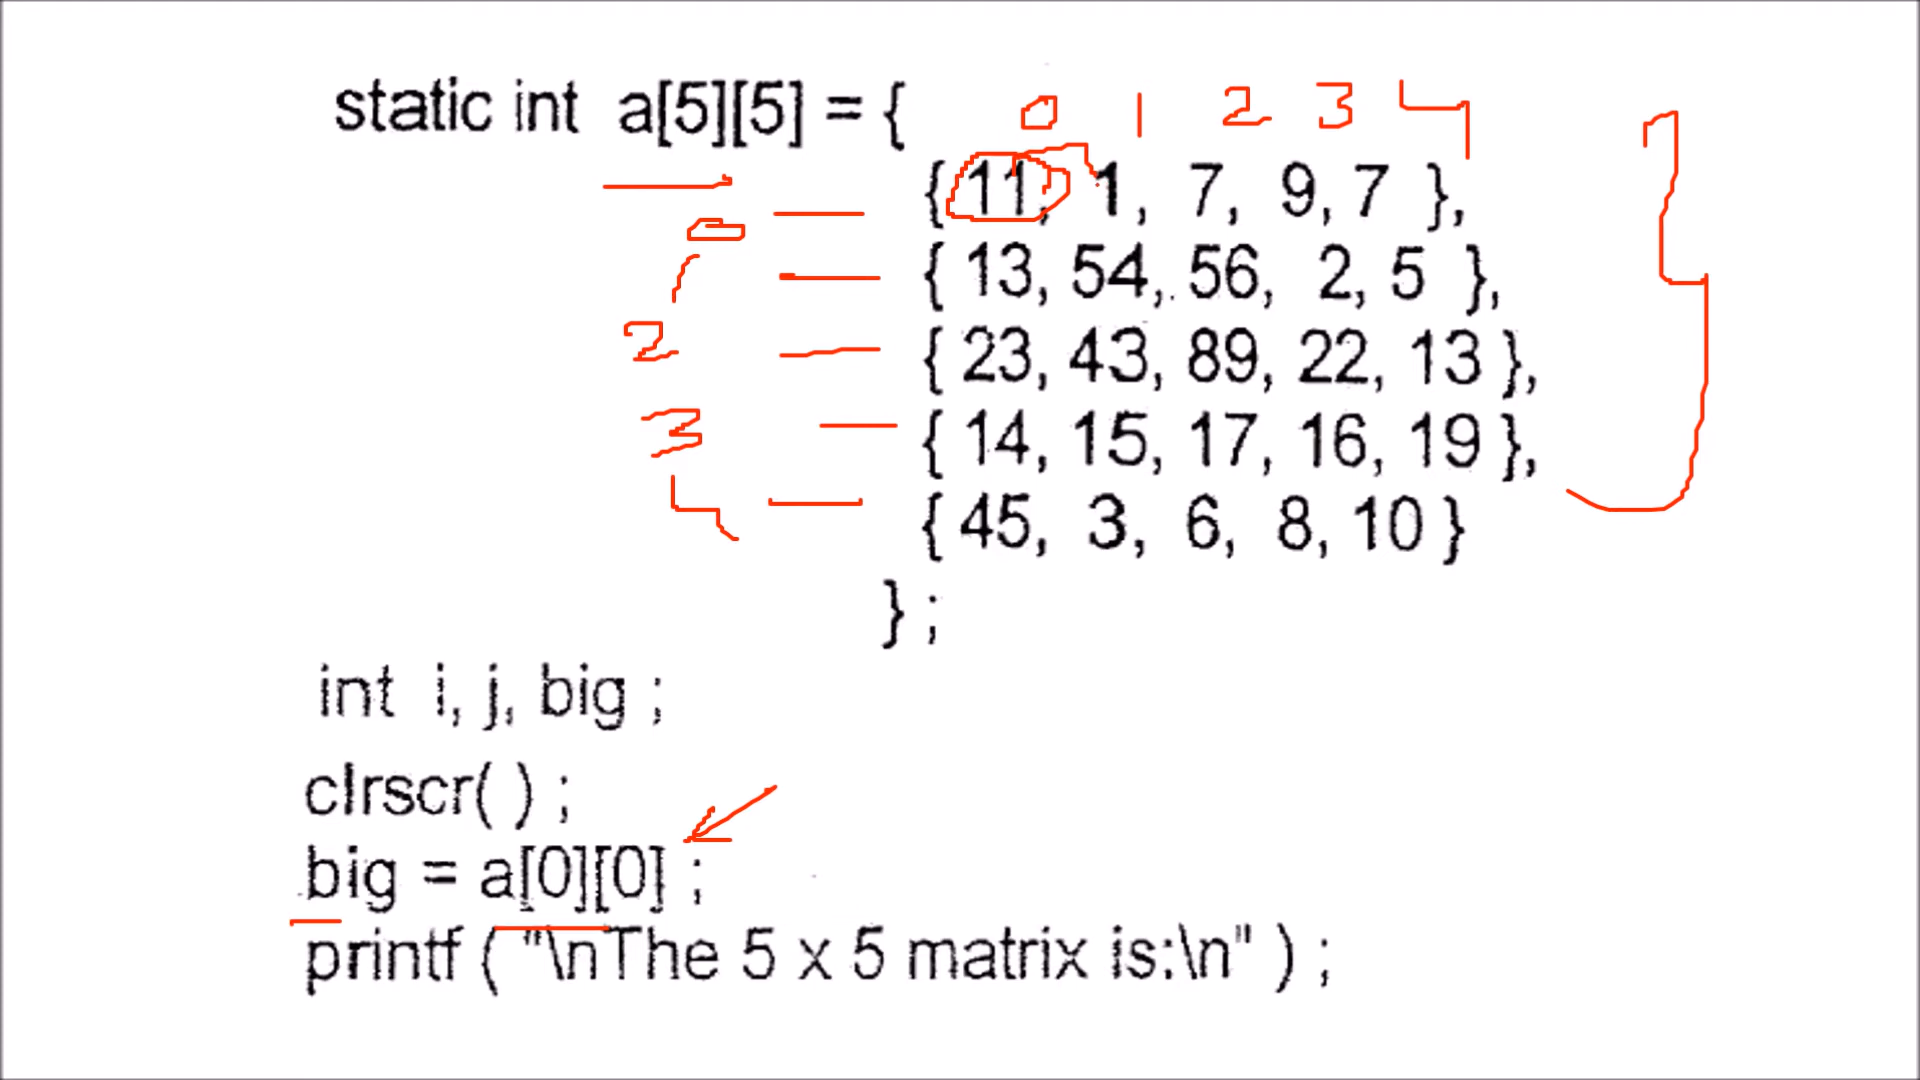 static int a[5][5] = {
0 1 2 3 4
{ 11, 1, 7, 9, 7 },
0
{ 13, 54, 56, 2, 5 },
1
{ 23, 43, 89, 22, 13 },
2
{ 14, 15, 17, 16, 19 },
3
{ 45, 3, 6, 8, 10 }
4
} ;
int i, j, big ;
clrscr( ) ;
big = a[0][0] ;
printf ( "\nThe 5 x 5 matrix is:\n" ) ;